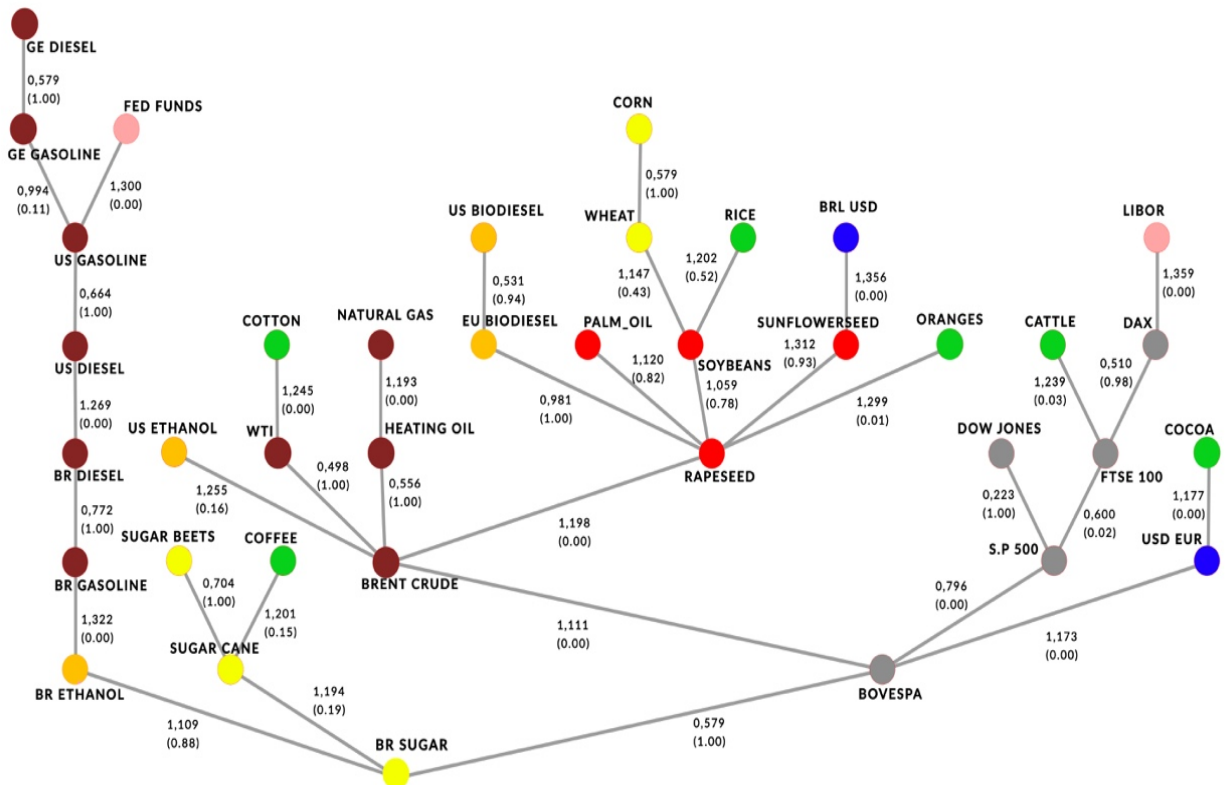 GE DIESEL
0,579
(1.00)
FED FUNDS
CORN
GE GASOLINE
0,994
(0.11)
1,300
(0.00)
0,579
(1.00)
US BIODIESEL
WHEAT
RICE
BRL USD
LIBOR
US GASOLINE
0,531
(0.94)
1,147
(0.43)
1,202
(0.52)
1,356
(0.00)
1,359
(0.00)
0,664
(1.00)
COTTON
NATURAL GAS
EU BIODIESEL
PALM_OIL
SUNFLOWERSEED
ORANGES
CATTLE
DAX
US DIESEL
SOYBEANS
1,245
(0.00)
1,193
(0.00)
0,981
(1.00)
1,120
(0.82)
1,059
(0.78)
1,312
(0.93)
1,299
(0.01)
1,239
(0.03)
0,510
(0.98)
1.269
(0.00)
US ETHANOL
WTI
HEATING OIL
DOW JONES
COCOA
BR DIESEL
RAPESEED
FTSE 100
1,255
(0.16)
0,498
(1.00)
0,556
(1.00)
1,198
(0.00)
0,223
(1.00)
0,600
(0.02)
1,177
(0.00)
0,772
(1.00)
SUGAR BEETS
COFFEE
S.P 500
USD EUR
BR GASOLINE
BRENT CRUDE
0,704
(1.00)
1,201
(0.15)
1,111
(0.00)
0,796
(0.00)
1,173
(0.00)
1,322
(0.00)
SUGAR CANE
BR ETHANOL
BOVESPA
1,109
(0.88)
1,194
(0.19)
0,579
(1.00)
BR SUGAR